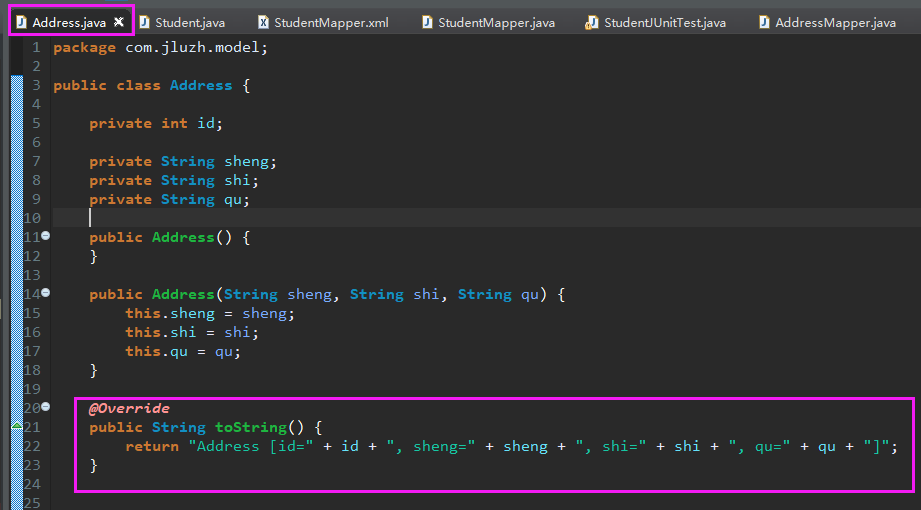 Address.java Student.java StudentMapper.xml StudentMapper.java StudentJUnitTest.java AddressMapper.java
1 package com.jluzh.model;
2
3 public class Address {
4
5 private int id;
6
7 private String sheng;
8 private String shi;
9 private String qu;
10
11 public Address() {
12 }
13
14 public Address(String sheng, String shi, String qu) {
15 this.sheng = sheng;
16 this.shi = shi;
17 this.qu = qu;
18 }
19
20 @Override
21 public String toString() {
22 return "Address [id=" + id + ", sheng=" + sheng + ", shi=" + shi + ", qu=" + qu + "]";
23 }
24
25